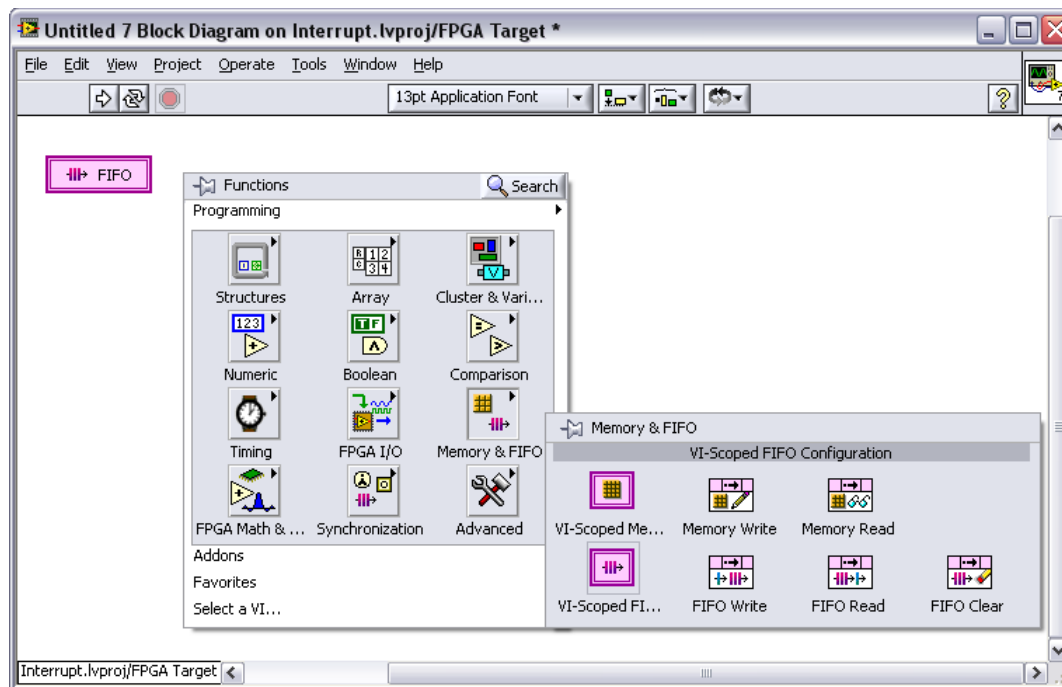 Untitled 7 Block Diagram on Interrupt.lvproj/FPGA Target *
File Edit View Project Operate Tools Window Help
13pt Application Font
7
FIFO
Functions
Search
Programming
Structures Array Cluster & Vari...
Numeric Boolean Comparison
Timing FPGA I/O Memory & FIFO
FPGA Math & ... Synchronization Advanced
Addons
Favorites
Select a VI...
Memory & FIFO
VI-Scoped FIFO Configuration
VI-Scoped Me... Memory Write Memory Read
VI-Scoped FI... FIFO Write FIFO Read FIFO Clear
Interrupt.lvproj/FPGA Target